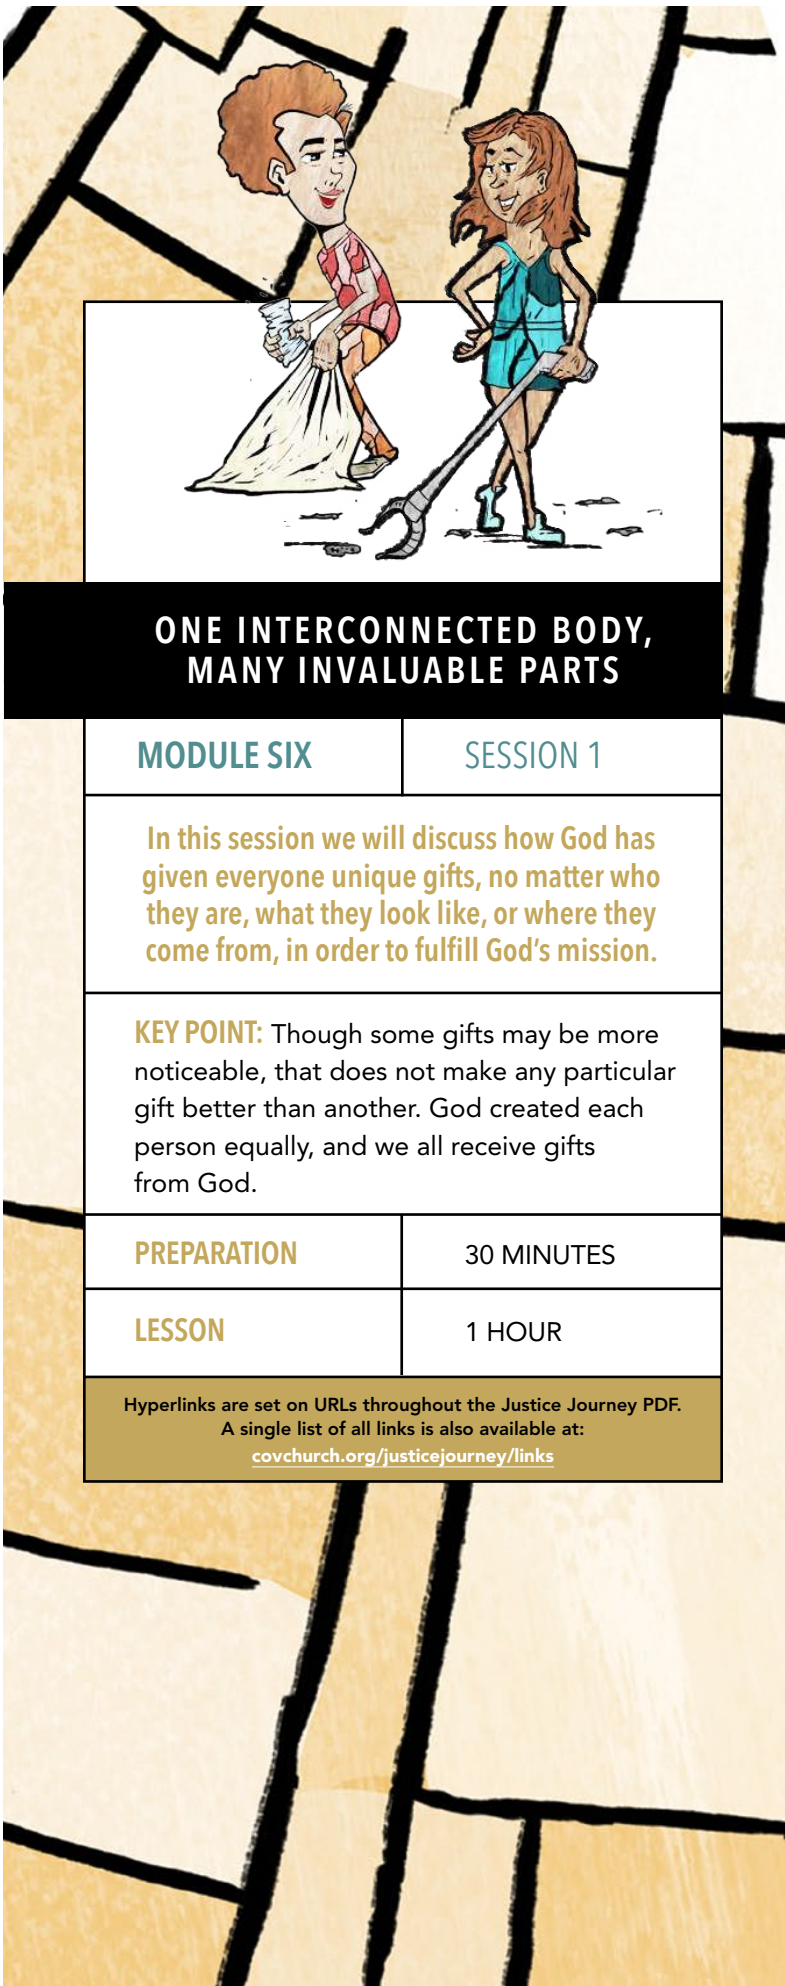 ONE INTERCONNECTED BODY,
MANY INVALUABLE PARTS
MODULE SIX
SESSION 1
In this session we will discuss how God has
given everyone unique gifts, no matter who
they are, what they look like, or where they
come from, in order to fulfill God's mission.
KEY POINT: Though some gifts may be more
noticeable, that does not make any particular
gift better than another. God created each
person equally, and we all receive gifts
from God.
PREPARATION
30 MINUTES
LESSON
1 HOUR
Hyperlinks are set on URLs throughout the Justice Journey PDF.
A single list of all links is also available at:
covchurch.org/justicejourney/links